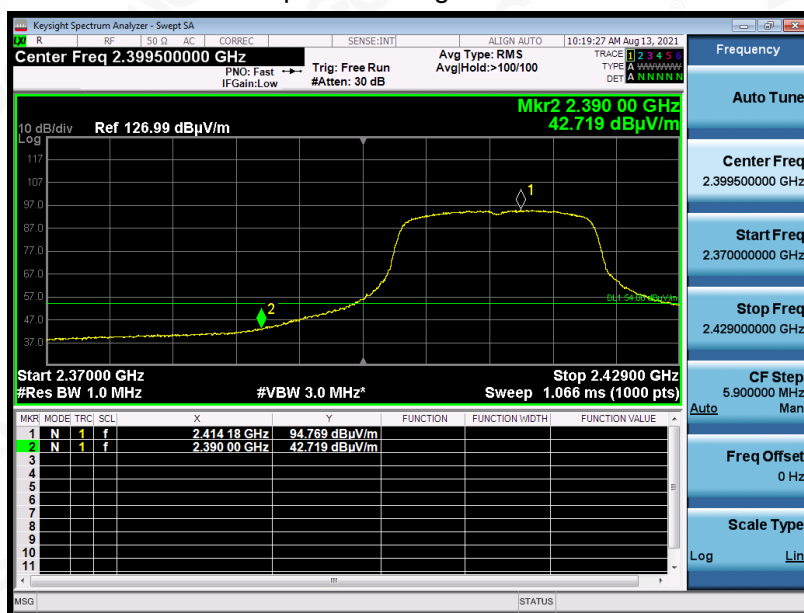 Keysight Spectrum Analyzer - Swept SA
LXI R RF 50 Ω AC CORREC SENSE:INT ALIGN AUTO 10:19:27 AM Aug 13, 2021
Center Freq 2.399500000 GHz
PNO: Fast
IFGain:Low
Trig: Free Run
#Atten: 30 dB
Avg Type: RMS
Avg|Hold:>100/100
TRACE 1 2 3 4 5 6
TYPE A WWWWW
DET A N N N N N
Mkr2 2.390 00 GHz
42.719 dBµV/m
10 dB/div Ref 126.99 dBµV/m
Log
117
107
97.0
87.0
77.0
67.0
57.0
47.0
37.0
1
2
DL1 54.00 dBµV/m
Start 2.37000 GHz Stop 2.42900 GHz
#Res BW 1.0 MHz #VBW 3.0 MHz* Sweep 1.066 ms (1000 pts)
MKR MODE TRC SCL X Y FUNCTION FUNCTION WIDTH FUNCTION VALUE
1 N 1 f 2.414 18 GHz 94.769 dBµV/m
2 N 1 f 2.390 00 GHz 42.719 dBµV/m
3
4
5
6
7
8
9
10
11
MSG STATUS
Frequency
Auto Tune
Center Freq
2.399500000 GHz
Start Freq
2.370000000 GHz
Stop Freq
2.429000000 GHz
CF Step
5.900000 MHz
Auto Man
Freq Offset
0 Hz
Scale Type
Log Lin